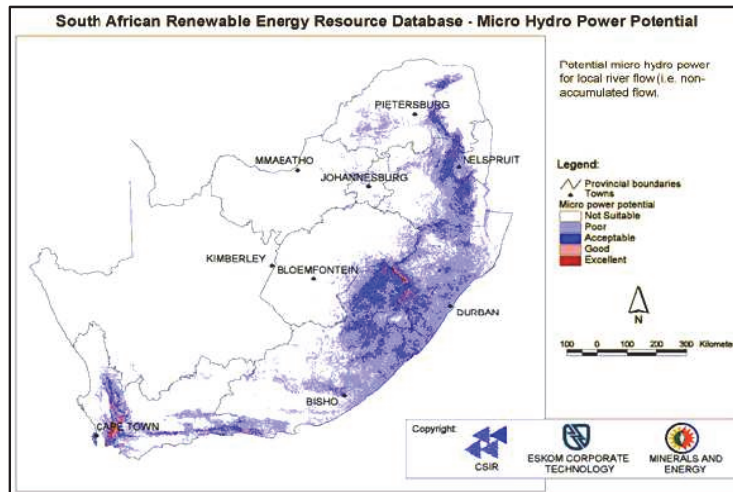 South African Renewable Energy Resource Database - Micro Hydro Power Potential
Potential micro hydro power
for local river flow (i.e. non-
accumulated flow).
PIETERSBURG
MMABATHO
NELSPRUIT
JOHANNESBURG
KIMBERLEY
BLOEMFONTEIN
DURBAN
BISHO
CAPE TOWN
Legend:
Provincial boundaries
Towns
Micro power potential
Not Suitable
Poor
Acceptable
Good
Excellent
N
100 0 100 200 300 Kilomete
Copyright:
CSIR
ESKOM CORPORATE
TECHNOLOGY
MINERALS AND
ENERGY